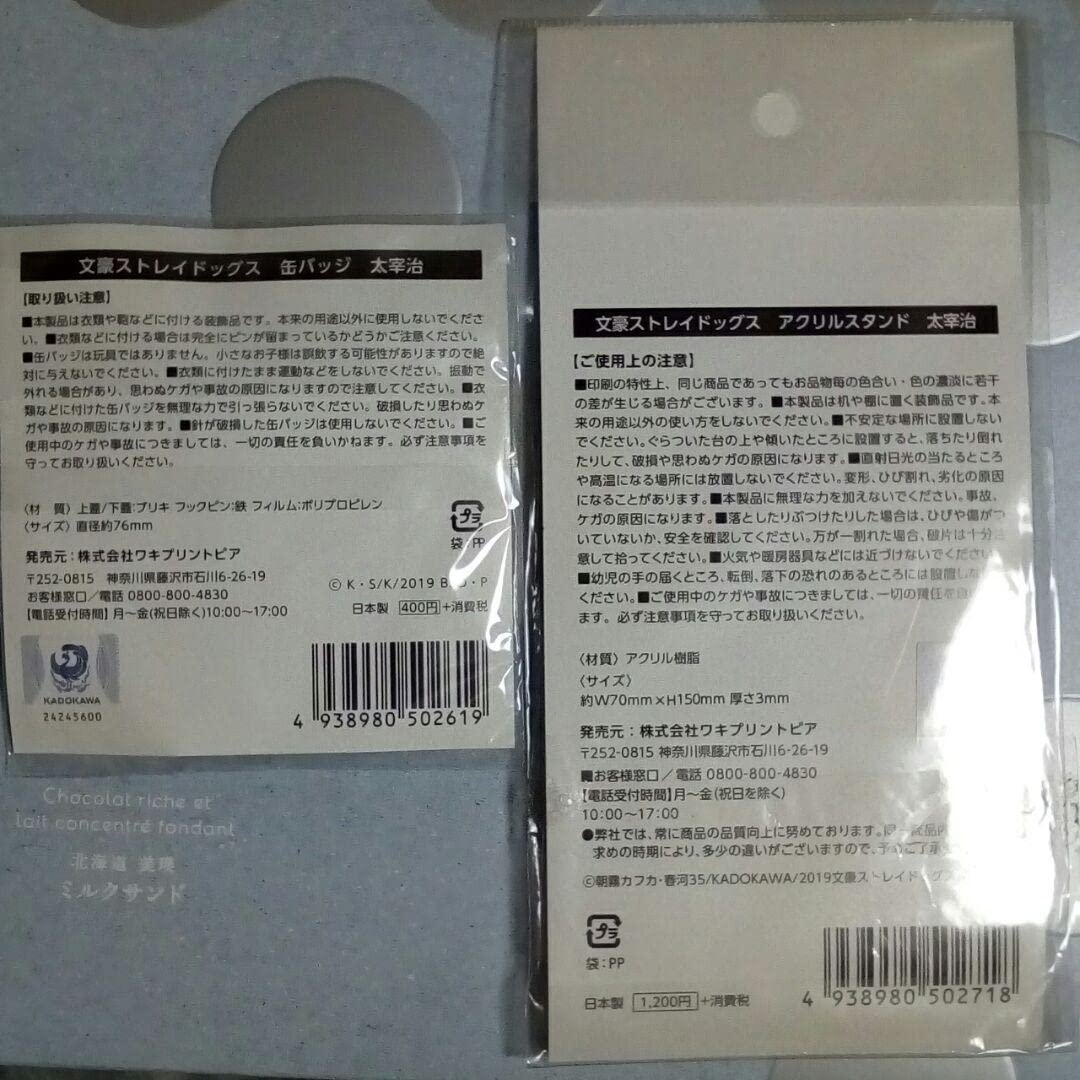 文豪ストレイドッグス 缶バッジ 太宰治
【取り扱い注意】
■本製品は衣類や鞄などに付ける装飾品です。本来の用途以外に使用しないでくださ
い。■衣類などに付ける場合は完全にピンが留まっているかどうかご注意ください。
■缶バッジは玩具ではありません。小さなお子様は誤飲する可能性がありますので絶
対に与えないでください。■衣類に付けたまま運動などをしないでください。振動で
外れる場合があり、思わぬケガや事故の原因になりますので注意してください。■衣
類などに付けた缶バッジを無理な力で引っ張らないでください。破損したり思わぬケ
ガや事故の原因になります。■針が破損した缶バッジは使用しないでください。■ご
使用中のケガや事故につきましては、一切の責任を負いかねます。必ず注意事項を
守ってお取り扱いください。
〈材 質〉上蓋/下蓋:ブリキ フックピン:鉄 フィルム:ポリプロピレン
〈サイズ〉直径約76mm
プラ
袋:PP
発売元:株式会社ワキプリントピア
〒252-0815 神奈川県藤沢市石川6-26-19
お客様窓口/電話 0800-800-4830
【電話受付時間】月～金(祝日除く)10:00～17:00
©K・S/K/2019 B・P
日本製 400円+消費税
KADOKAWA
24245600
4 938980 502619
Chocolat riche et
lait concentré fondant
北海道 美瑛
ミルクサンド
文豪ストレイドッグス アクリルスタンド 太宰治
【ご使用上の注意】
■印刷の特性上、同じ商品であってもお品物毎の色合い・色の濃淡に若干
の差が生じる場合がございます。■本製品は机や棚に置く装飾品です。本
来の用途以外の使い方をしないでください。■不安定な場所に設置しない
でください。ぐらついた台の上や傾いたところに設置すると、落ちたり倒れ
たりして、破損や思わぬケガの原因になります。■直射日光の当たるところ
や高温になる場所には放置しないでください。変形、ひび割れ、劣化の原因
になることがあります。■本製品に無理な力を加えないでください。事故、
ケガの原因になります。■落としたりぶつけたりした場合は、ひびや傷がつ
いていないか、安全を確認してください。万が一割れた場合、破片は十分注
意して拾ってください。■火気や暖房器具などには近づけないでください
■幼児の手の届くところ、転倒、落下の恐れのあるところには設置しな
ください。■ご使用中のケガや事故につきましては、一切の責任を負い
ます。必ず注意事項を守ってお取り扱いください。
〈材質〉アクリル樹脂
〈サイズ〉
約W70mm×H150mm 厚さ3mm
発売元:株式会社ワキプリントピア
〒252-0815 神奈川県藤沢市石川6-26-19
■お客様窓口/電話 0800-800-4830
【電話受付時間】月～金(祝日を除く)
10:00～17:00
●弊社では、常に商品の品質向上に努めております。同一商品
求めの時期により、多少の違いがございますので、予めご了承
©朝霧カフカ・春河35/KADOKAWA/2019文豪ストレイドッグ
プラ
袋:PP
日本製 1,200円+消費税
4 938980 502718